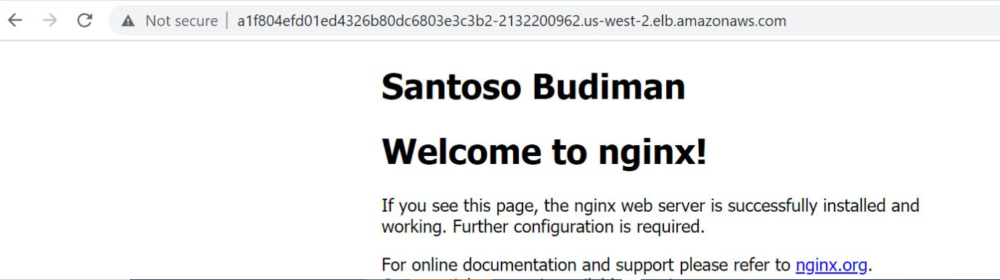 Not secure | a1f804efd01ed4326b80dc6803e3c3b2-2132200962.us-west-2.elb.amazonaws.com
Santoso Budiman
Welcome to nginx!
If you see this page, the nginx web server is successfully installed and
working. Further configuration is required.
For online documentation and support please refer to nginx.org.